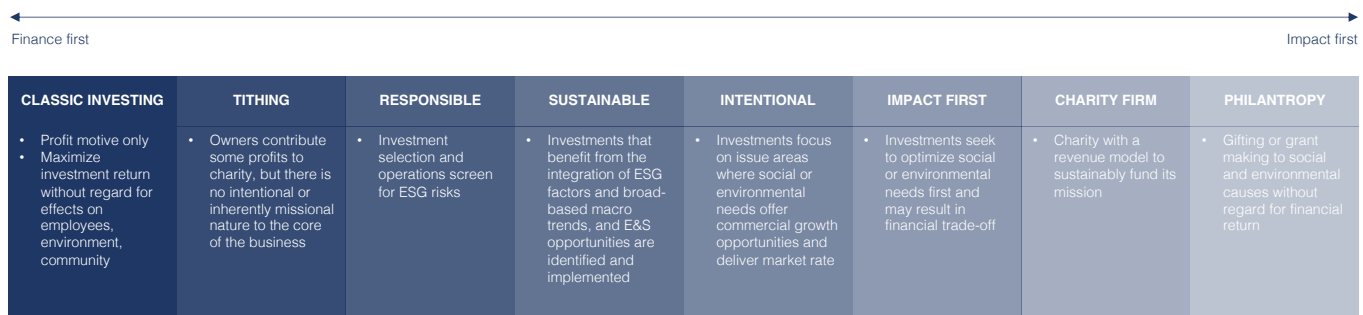 Finance first
Impact first
CLASSIC INVESTING
• Profit motive only
• Maximize
investment return
without regard for
effects on
employees,
environment,
community
TITHING
• Owners contribute
some profits to
charity, but there is
no intentional or
inherently missional
nature to the core
of the business
RESPONSIBLE
• Investment
selection and
operations screen
for ESG risks
SUSTAINABLE
• Investments that
benefit from the
integration of ESG
factors and broad-
based macro
trends, and E&S
opportunities are
identified and
implemented
INTENTIONAL
• Investments focus
on issue areas
where social or
environmental
needs offer
commercial growth
opportunities and
deliver market rate
IMPACT FIRST
• Investments seek
to optimize social
or environmental
needs first and
may result in
financial trade-off
CHARITY FIRM
• Charity with a
revenue model to
sustainably fund its
mission
PHILANTROPY
• Gifting or grant
making to social
and environmental
causes without
regard for financial
return